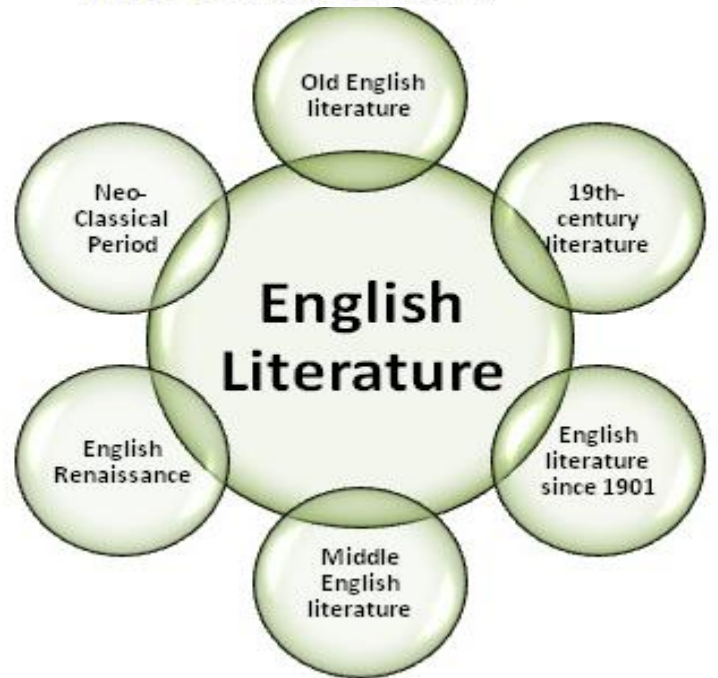 Old English
literature
Neo-
Classical
Period
19th-
century
literature
English
Literature
English
Renaissance
English
literature
since 1901
Middle
English
literature